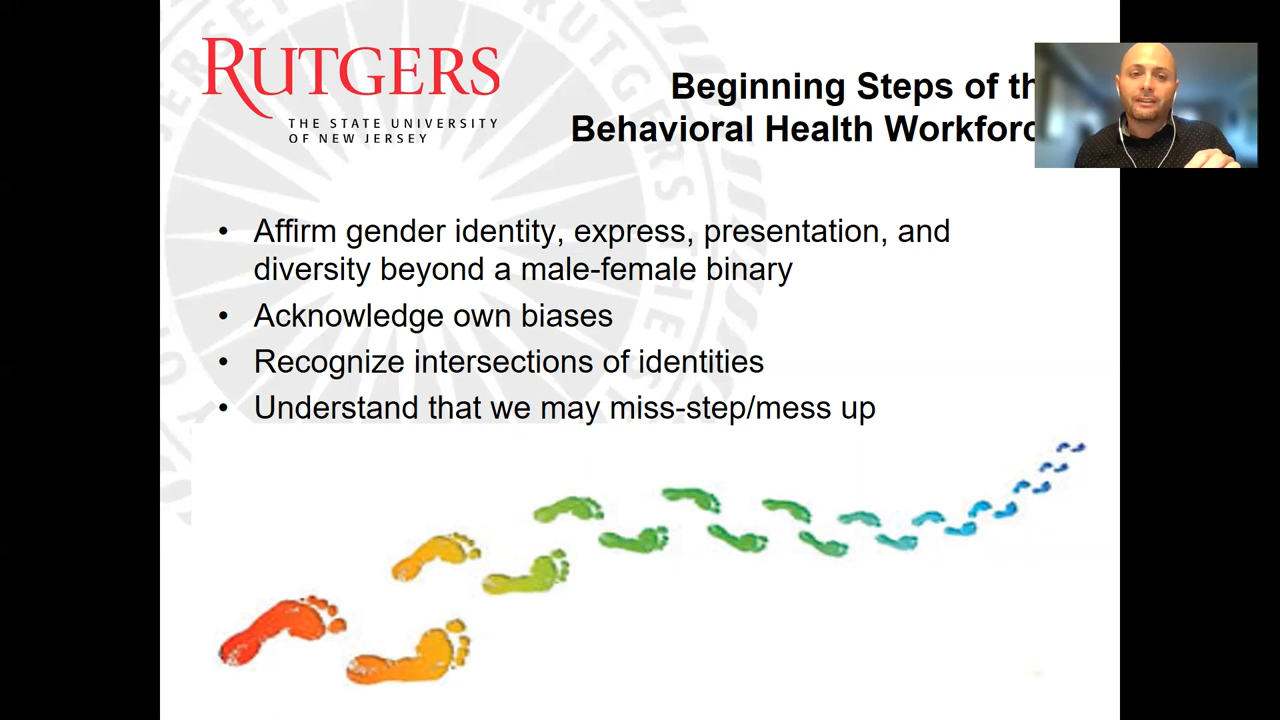 RUTGERS
THE STATE UNIVERSITY
OF NEW JERSEY
Beginning Steps of
Behavioral Health
• Affirm gender identity, express, presentation, and
diversity beyond a male-female binary
• Acknowledge own biases
• Recognize intersections of identities
• Understand that we may miss-step/mess up